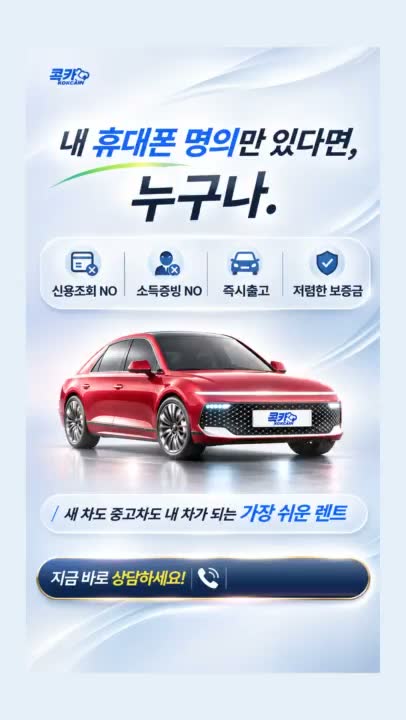 콕카
KOKCAR
내 휴대폰 명의만 있다면,
누구나.
신용조회 NO
소득증빙 NO
즉시출고
저렴한 보증금
콕카
/ 새 차도 중고차도 내 차가 되는 가장 쉬운 렌트
지금 바로 상담하세요!